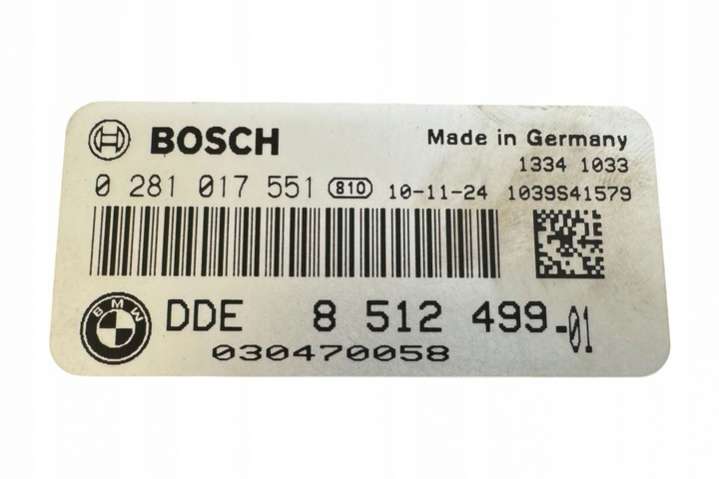 BOSCH Made in Germany
1334 1033
0 281 017 551 810 10-11-24 1039S41579
BMW DDE 8 512 499-01
030470058